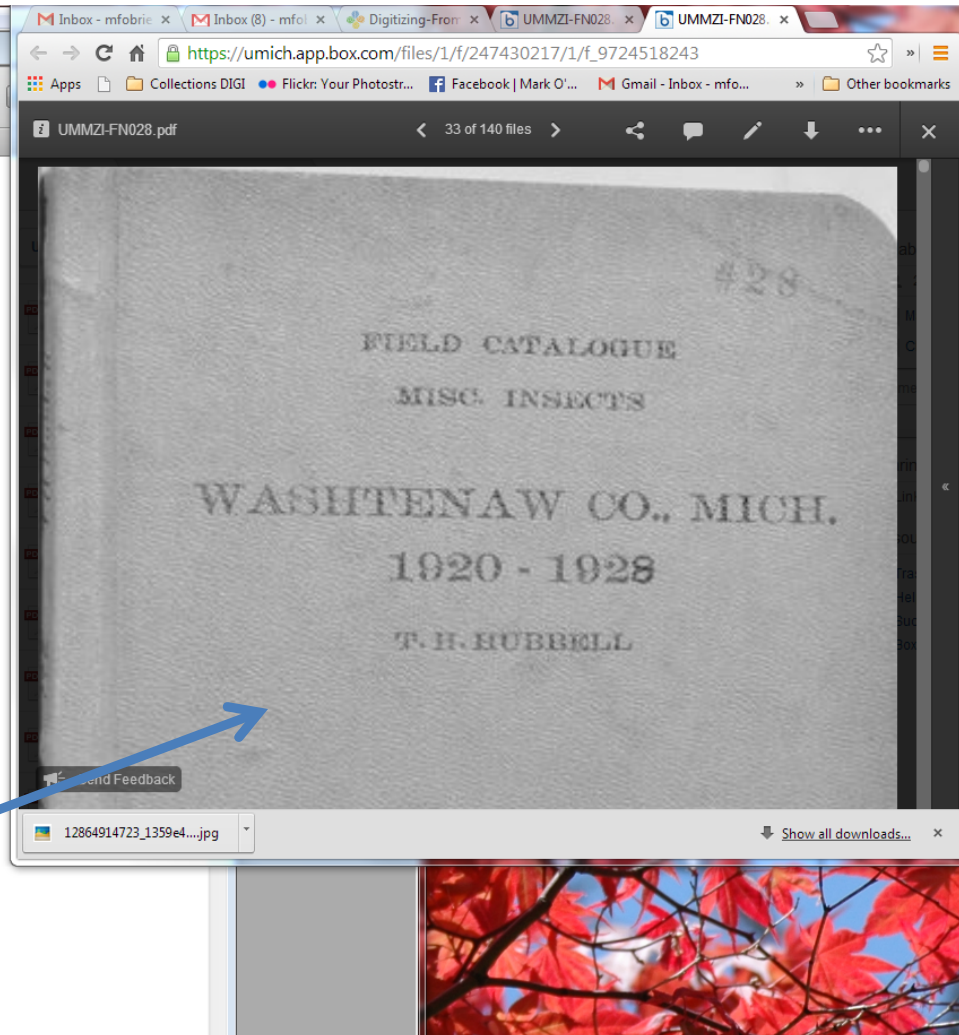 Inbox - mfobrie
Inbox (8) - mfol
Digitizing-From
UMMZI-FN028.
UMMZI-FN028.
https://umich.app.box.com/files/1/f/247430217/1/f_9724518243
Apps
Collections DIGI
Flickr: Your Photostr...
Facebook | Mark O'...
Gmail - Inbox - mfo...
»
Other bookmarks
UMMZI-FN028.pdf
33 of 140 files
#28
FIELD CATALOGUE
MISC. INSECTS
WASHTENAW CO., MICH.
1920 - 1928
T. H. HUBBELL
Send Feedback
12864914723_1359e4....jpg
Show all downloads...